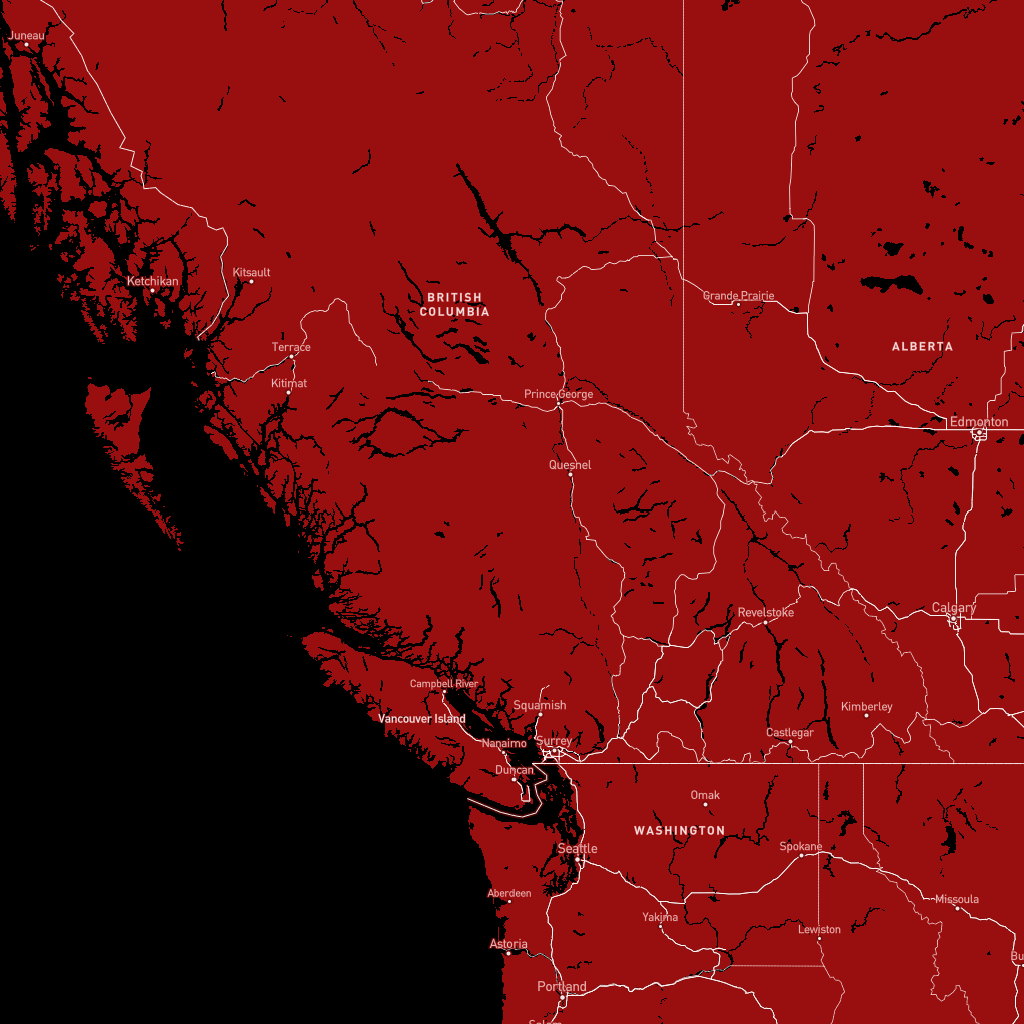 Juneau
Kitsault
Ketchikan
BRITISH
COLUMBIA
Grande Prairie
Terrace
ALBERTA
Kitimat
Prince George
Edmonton
Quesnel
Calgary
Revelstoke
Campbell River
Squamish
Kimberley
Vancouver Island
Castlegar
Nanaimo
Surrey
Duncan
Omak
WASHINGTON
Seattle
Spokane
Aberdeen
Missoula
Yakima
Lewiston
Astoria
Bu
Portland
Salem